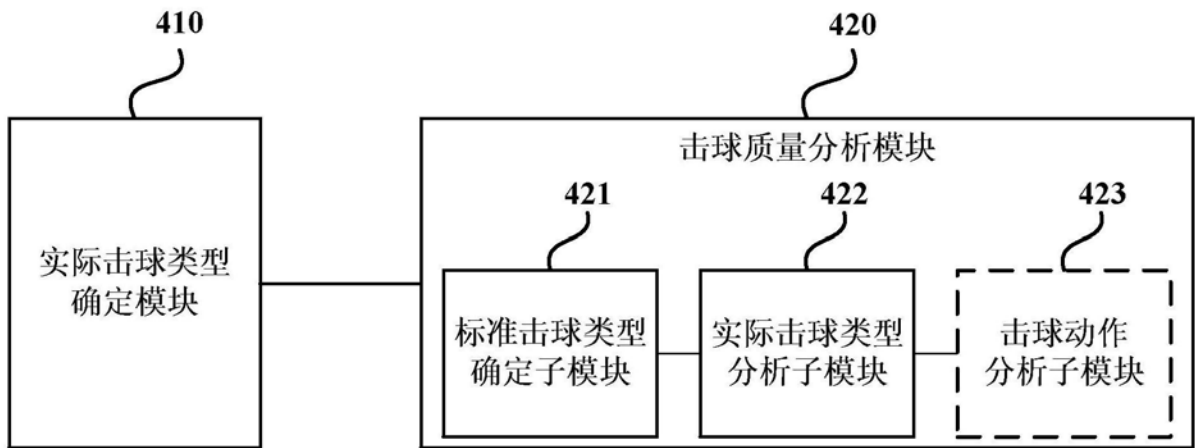 410
420
击球质量分析模块
421
422
423
实际击球类型
确定模块
标准击球类型
确定子模块
实际击球类型
分析子模块
击球动作
分析子模块